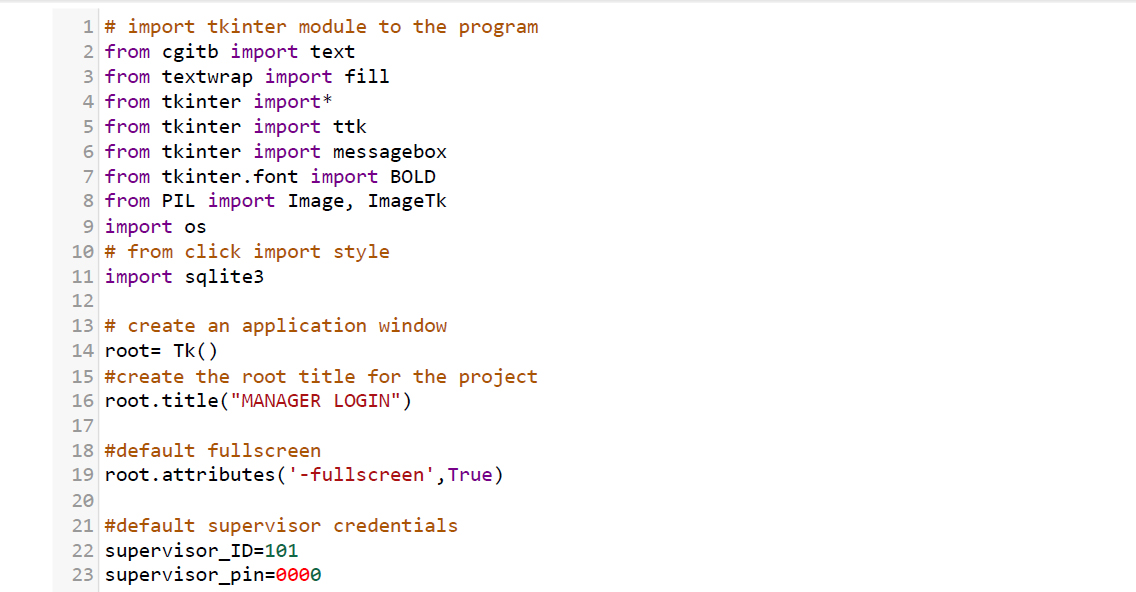 1 # import tkinter module to the program
2 from cgitb import text
3 from textwrap import fill
4 from tkinter import*
5 from tkinter import ttk
6 from tkinter import messagebox
7 from tkinter.font import BOLD
8 from PIL import Image, ImageTk
9 import os
10 # from click import style
11 import sqlite3
12
13 # create an application window
14 root= Tk()
15 #create the root title for the project
16 root.title("MANAGER LOGIN")
17
18 #default fullscreen
19 root.attributes('-fullscreen',True)
20
21 #default supervisor credentials
22 supervisor_ID=101
23 supervisor_pin=0000